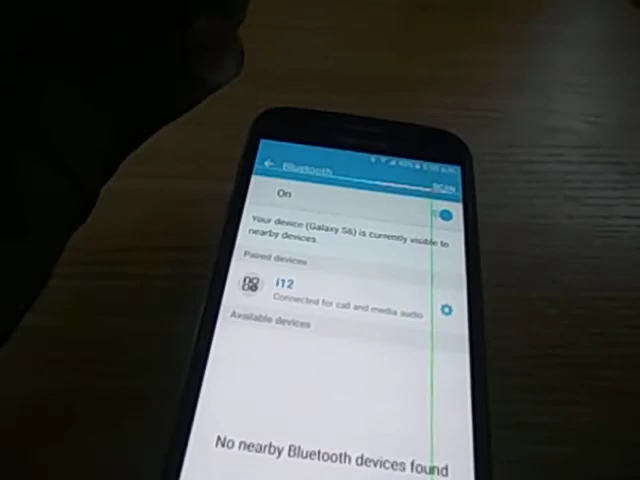 Bluetooth
SCAN
On
Your device (Galaxy S6) is currently visible to
nearby devices.
Paired devices
i12
Connected for call and media audio
Available devices
No nearby Bluetooth devices found